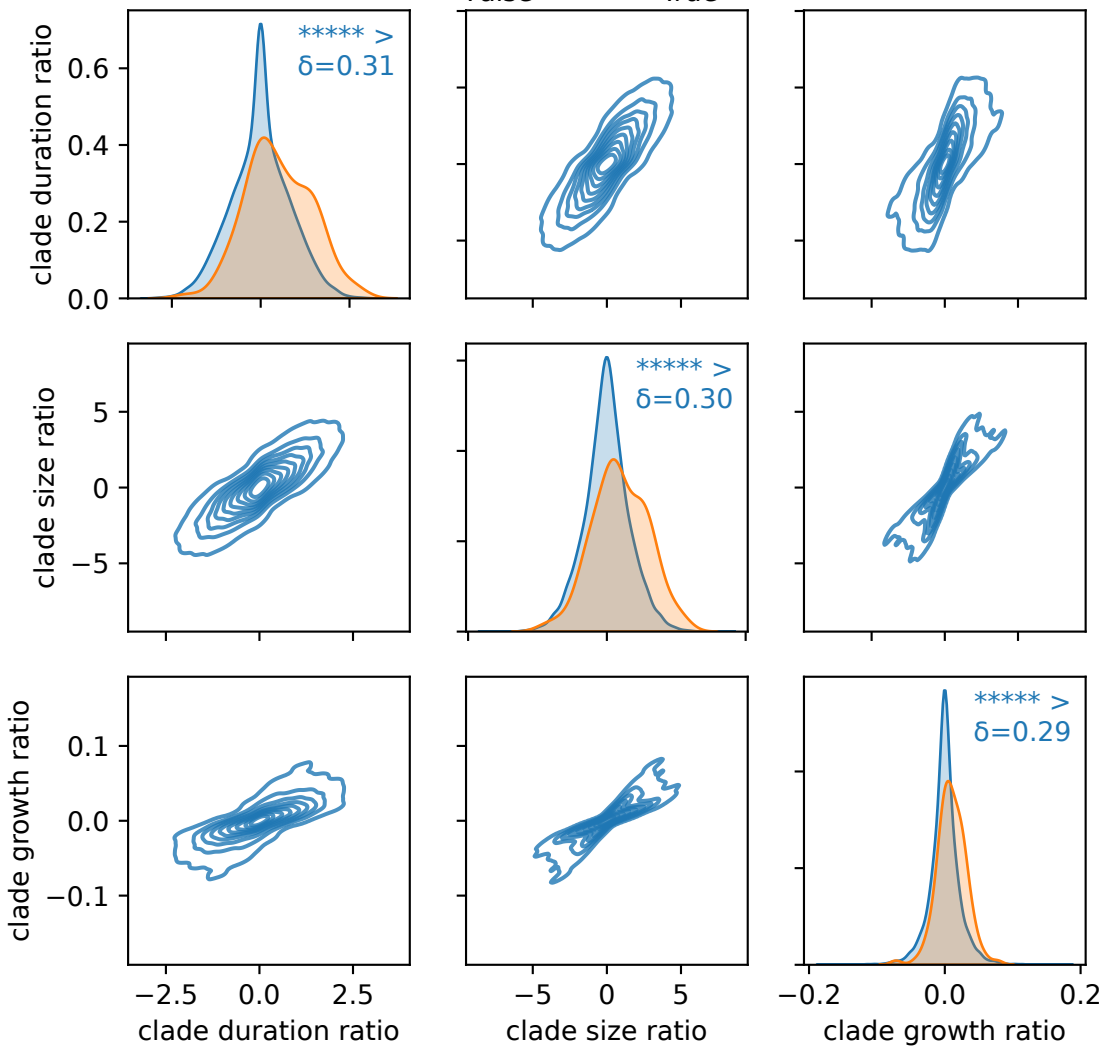 ***** >
δ=0.31
clade duration ratio
0.6
0.4
0.2
0.0
***** >
δ=0.30
clade size ratio
5
0
−5
***** >
δ=0.29
clade growth ratio
0.1
0.0
−0.1
−2.5 0.0 2.5
−5 0 5
−0.2 0.0 0.2
clade duration ratio
clade size ratio
clade growth ratio